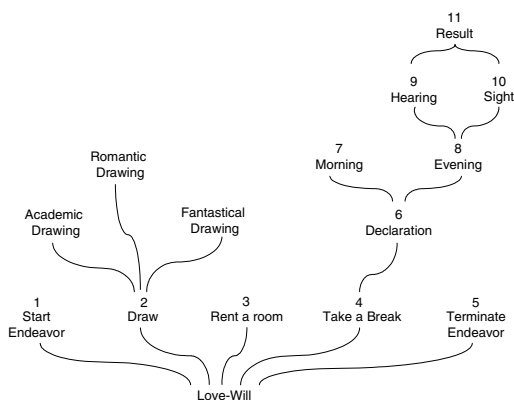 11
Result
9
Hearing
10
Sight
7
Morning
8
Evening
Romantic
Drawing
Academic
Drawing
Fantastical
Drawing
6
Declaration
1
Start
Endeavor
2
Draw
3
Rent a room
4
Take a Break
5
Terminate
Endeavor
Love-Will